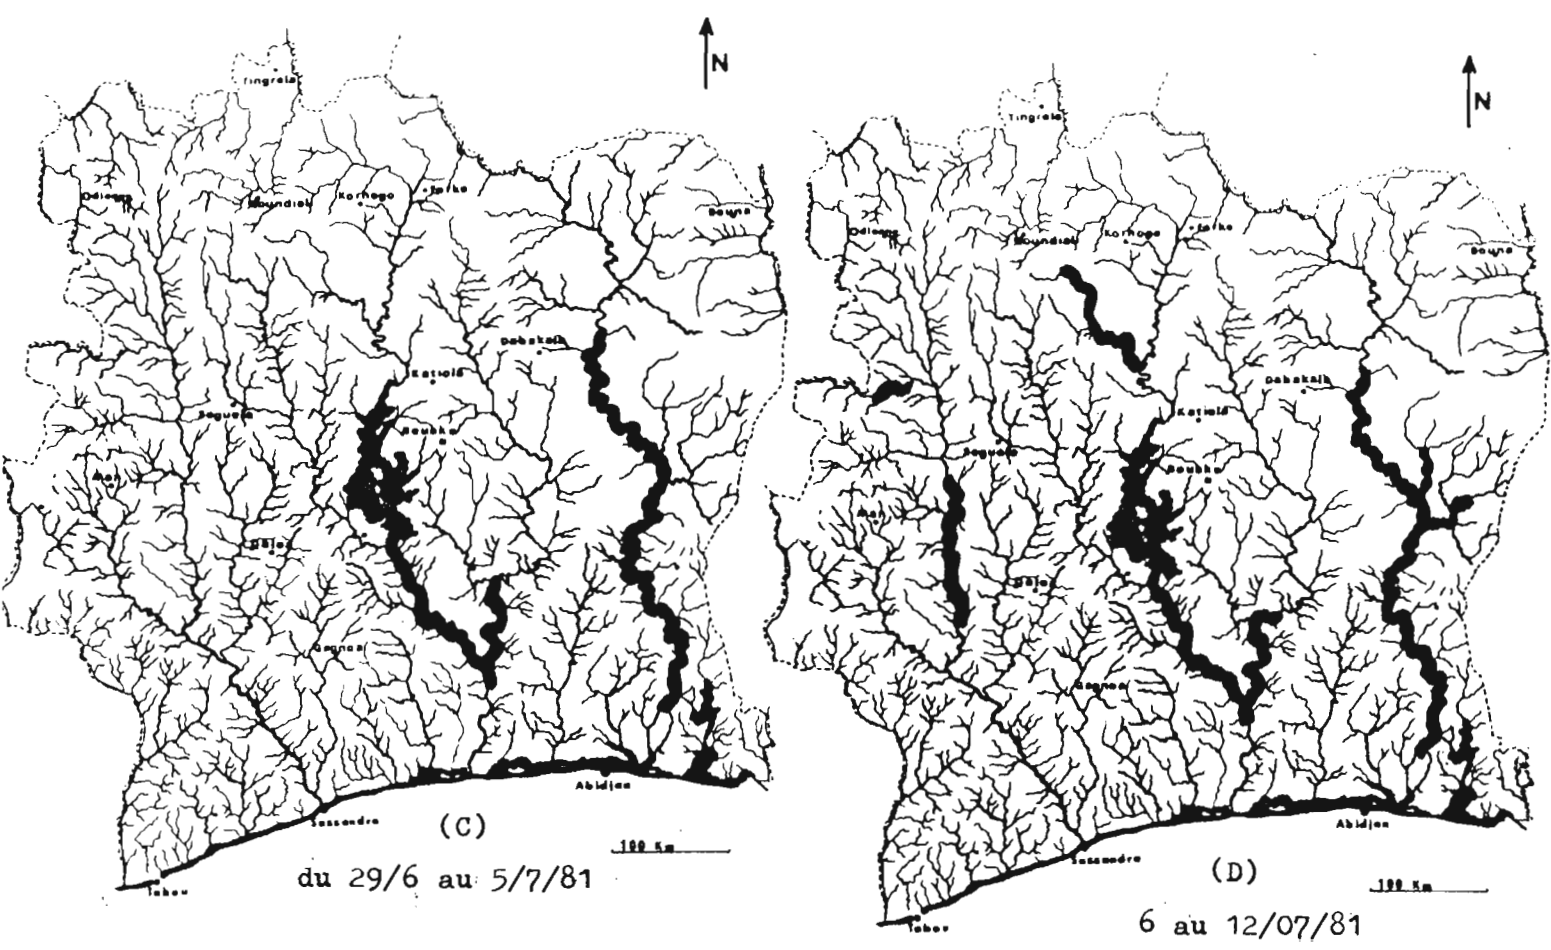 N
Tingrela
Odienne
Boundiali
Korhogo
Ferke
Bouna
Dabakala
Katiola
Seguela
Bouake
Man
Daloa
Gagnoa
Abidjan
Sassandra
Tabou
(C)
100 Km
du 29/6 au 5/7/81
N
Tingrela
Odienne
Boundiali
Korhogo
Ferke
Bouna
Dabakala
Katiola
Seguela
Bouake
Man
Daloa
Gagnoa
Abidjan
Sassandra
Tabou
(D)
100 Km
6 au 12/07/81